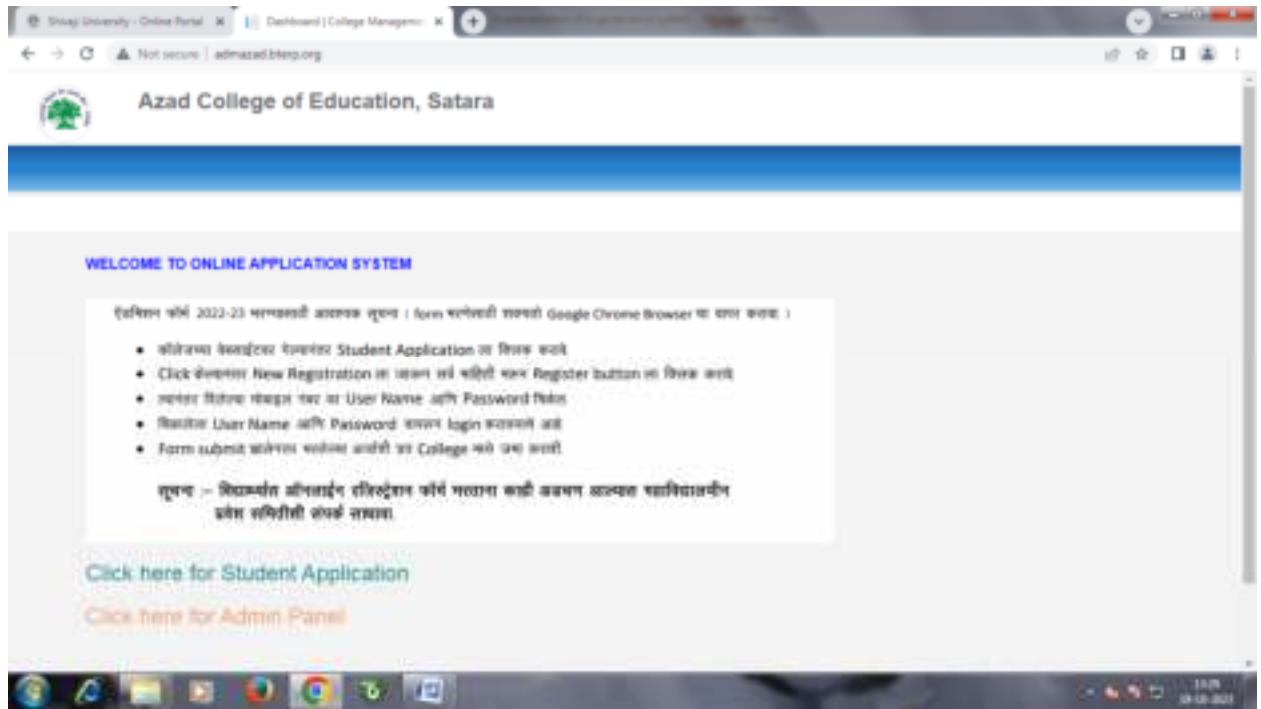 Shivaji University - Online Portal
Dashboard | College Managemen
Not secure | admazad.bterp.org
Azad College of Education, Satara
WELCOME TO ONLINE APPLICATION SYSTEM
ऍडमिशन फॉर्म 2022-23 भरण्यासाठी आवश्यक सूचना । form भरणेसाठी शक्यतो Google Chrome Browser चा वापर करावा ।
कॉलेजच्या वेबसाईटवर गेल्यानंतर Student Application ला क्लिक करावे
Click केल्यानंतर New Registration ला जाऊन सर्व माहिती भरून Register button ला क्लिक करावे
त्यानंतर दिलेल्या मोबाइल नंबर वर User Name आणि Password मिळेल
मिळालेला User Name आणि Password वापरून login करावयाचे आहे
Form submit झालेनंतर भरलेल्या अर्जाची प्रत College मध्ये जमा करावी
सूचना :– विद्यार्थ्यांस ऑनलाईन रजिस्ट्रेशन फॉर्म भरताना काही अडचण आल्यास महाविद्यालयीन
प्रवेश समितीशी संपर्क साधावा.
Click here for Student Application
Click here for Admin Panel